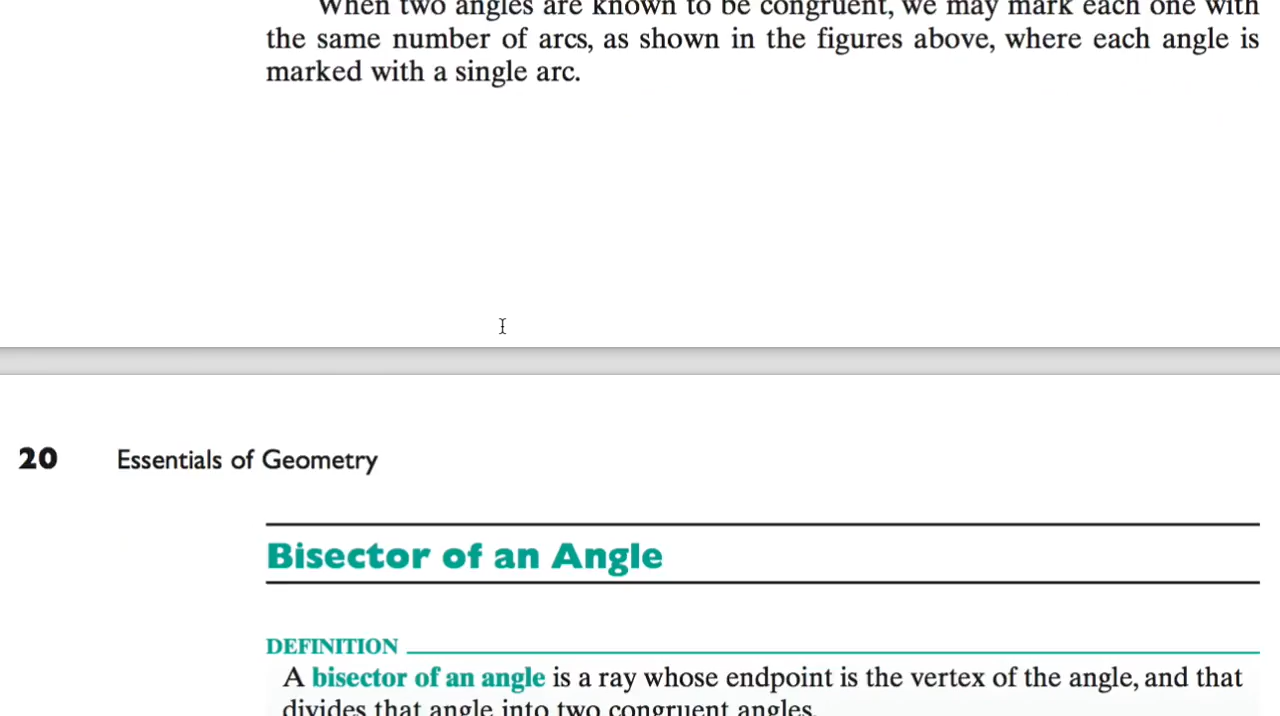 When two angles are known to be congruent, we may mark each one with
the same number of arcs, as shown in the figures above, where each angle is
marked with a single arc.
20 Essentials of Geometry
Bisector of an Angle
DEFINITION
A bisector of an angle is a ray whose endpoint is the vertex of the angle, and that
divides that angle into two congruent angles.